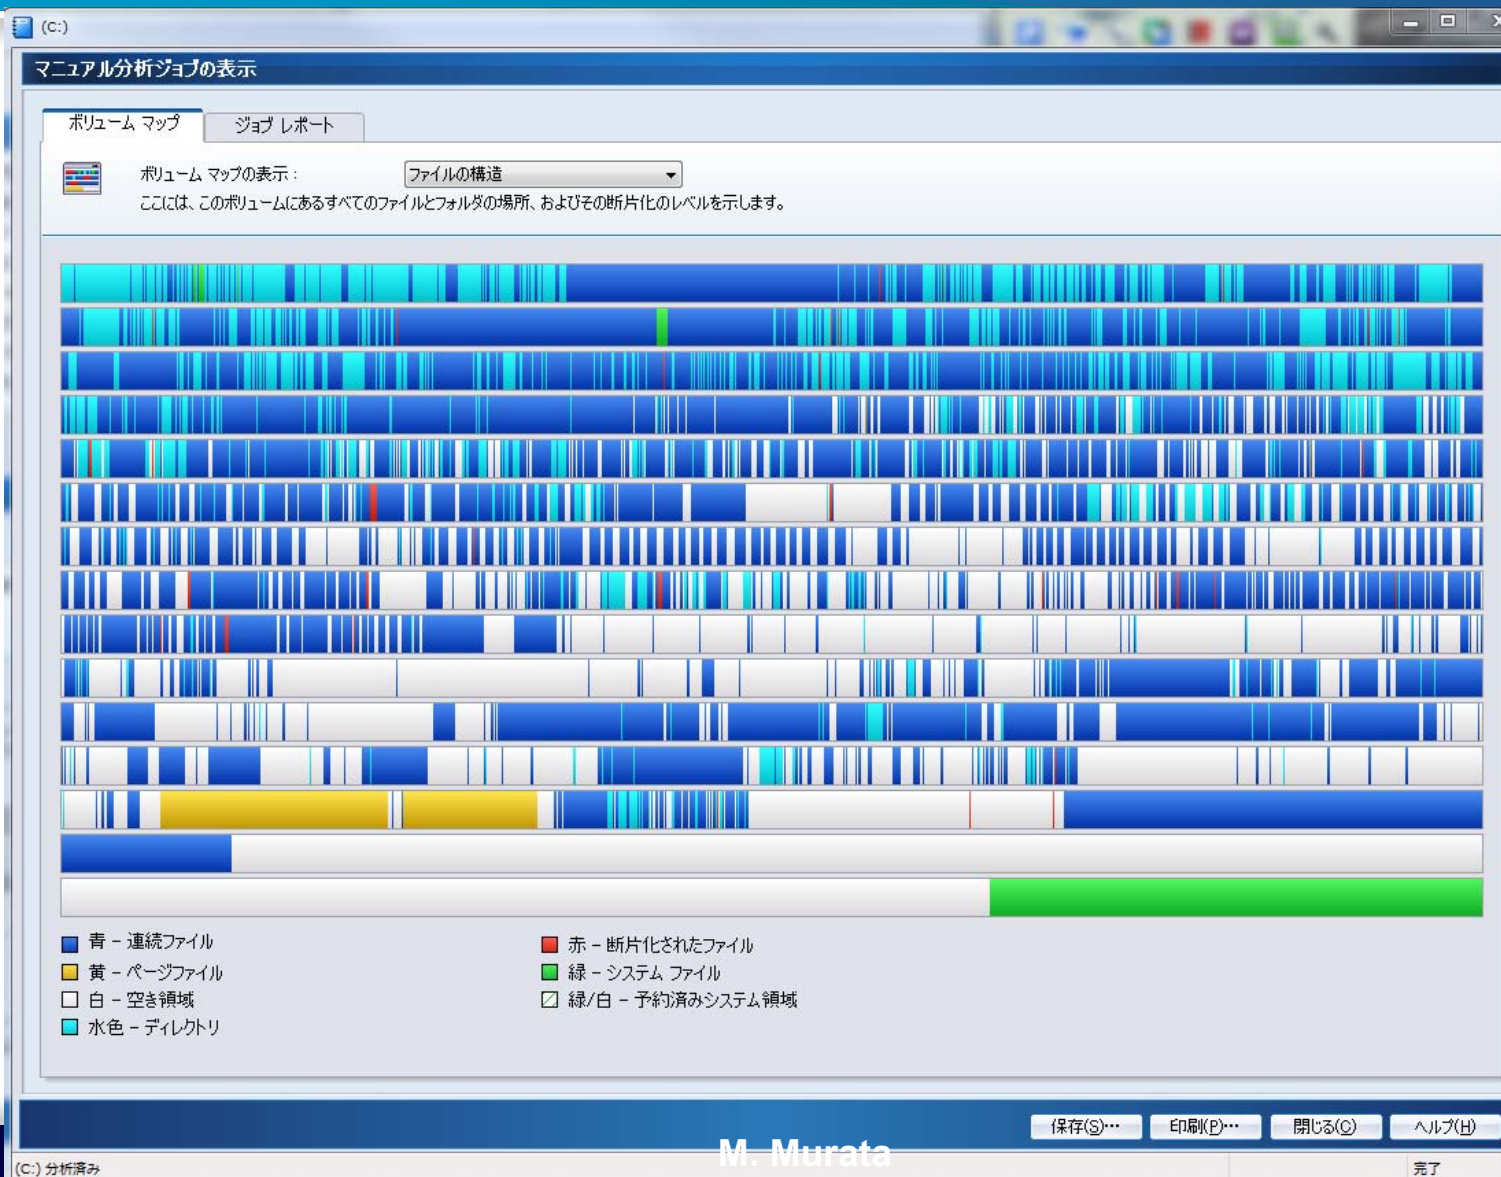 (C:)
マニュアル分析ジョブの表示
ボリューム マップ
ジョブ レポート
ボリューム マップの表示 :
ファイルの構造
ここには、このボリュームにあるすべてのファイルとフォルダの場所、およびその断片化のレベルを示します。
青 - 連続ファイル
赤 - 断片化されたファイル
黄 - ページファイル
緑 - システム ファイル
白 - 空き領域
緑/白 - 予約済みシステム領域
水色 - ディレクトリ
保存(S)…
印刷(P)…
閉じる(C)
ヘルプ(H)
M. Murata
(C:) 分析済み
完了